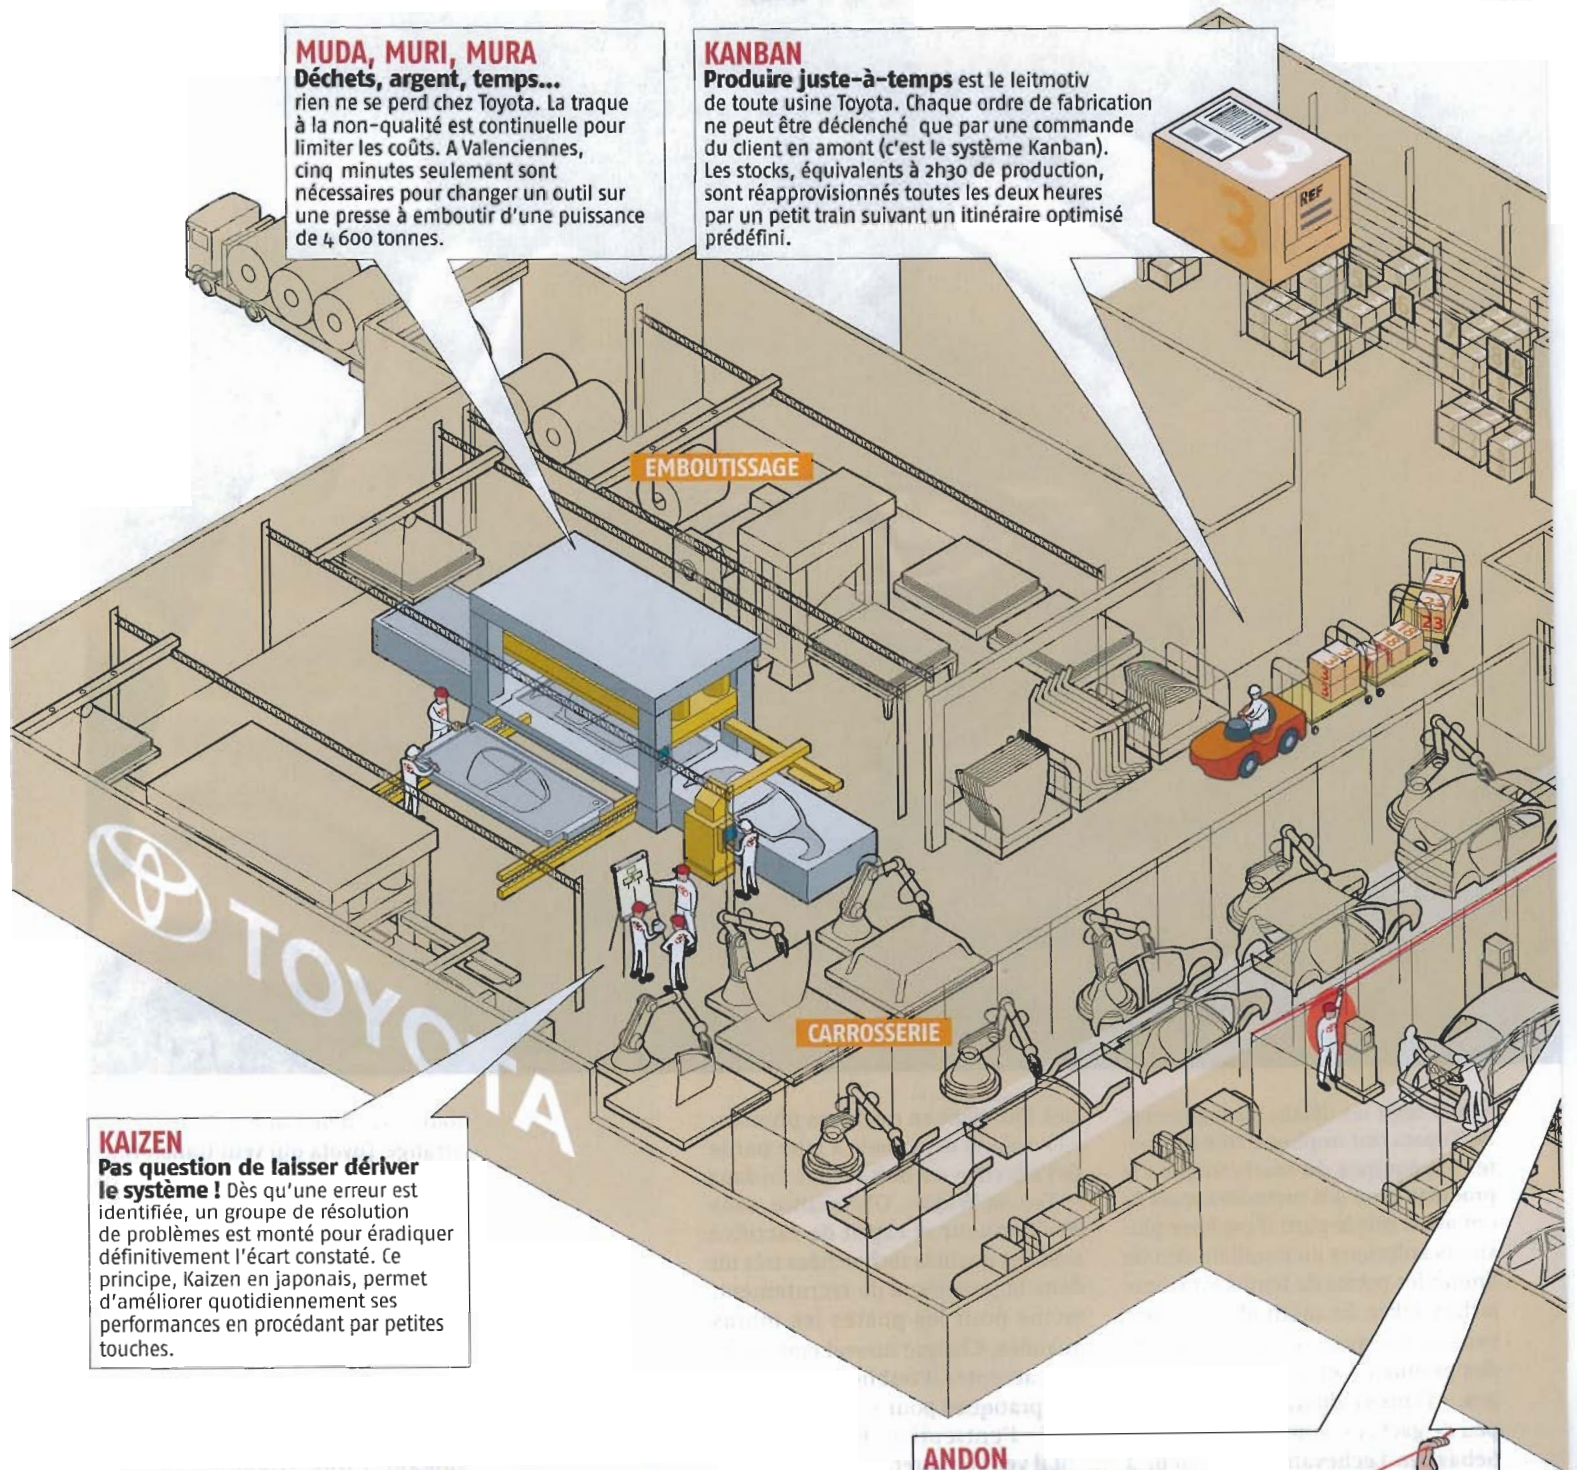 MUDA, MURI, MURA
Déchets, argent, temps...
rien ne se perd chez Toyota. La traque
à la non-qualité est continuelle pour
limiter les coûts. A Valenciennes,
cinq minutes seulement sont
nécessaires pour changer un outil sur
une presse à emboutir d'une puissance
de 4 600 tonnes.
KANBAN
Produire juste-à-temps est le leitmotiv
de toute usine Toyota. Chaque ordre de fabrication
ne peut être déclenché que par une commande
du client en amont (c'est le système Kanban).
Les stocks, équivalents à 2h30 de production,
sont réapprovisionnés toutes les deux heures
par un petit train suivant un itinéraire optimisé
prédéfini.
3
3
REF
EMBOUTISSAGE
23
23
23
3
3
TOYOTA
CARROSSERIE
KAIZEN
Pas question de laisser dériver
le système ! Dès qu'une erreur est
identifiée, un groupe de résolution
de problèmes est monté pour éradiquer
définitivement l'écart constaté. Ce
principe, Kaizen en japonais, permet
d'améliorer quotidiennement ses
performances en procédant par petites
touches.
ANDON